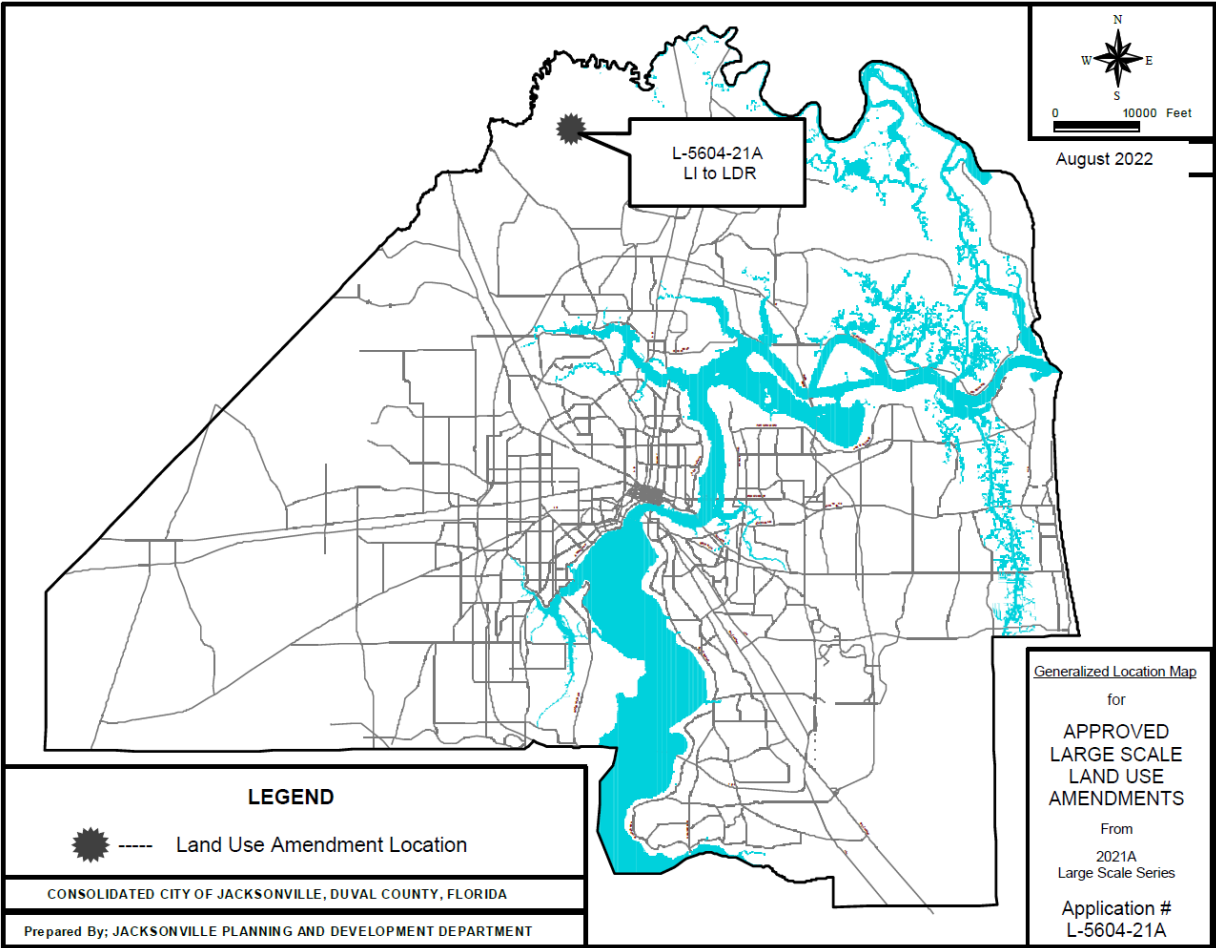 N
W E
S
0 10000 Feet
August 2022
L-5604-21A
LI to LDR
Generalized Location Map
for
APPROVED
LARGE SCALE
LAND USE
AMENDMENTS
From
2021A
Large Scale Series
Application #
L-5604-21A
LEGEND
----- Land Use Amendment Location
CONSOLIDATED CITY OF JACKSONVILLE, DUVAL COUNTY, FLORIDA
Prepared By; JACKSONVILLE PLANNING AND DEVELOPMENT DEPARTMENT